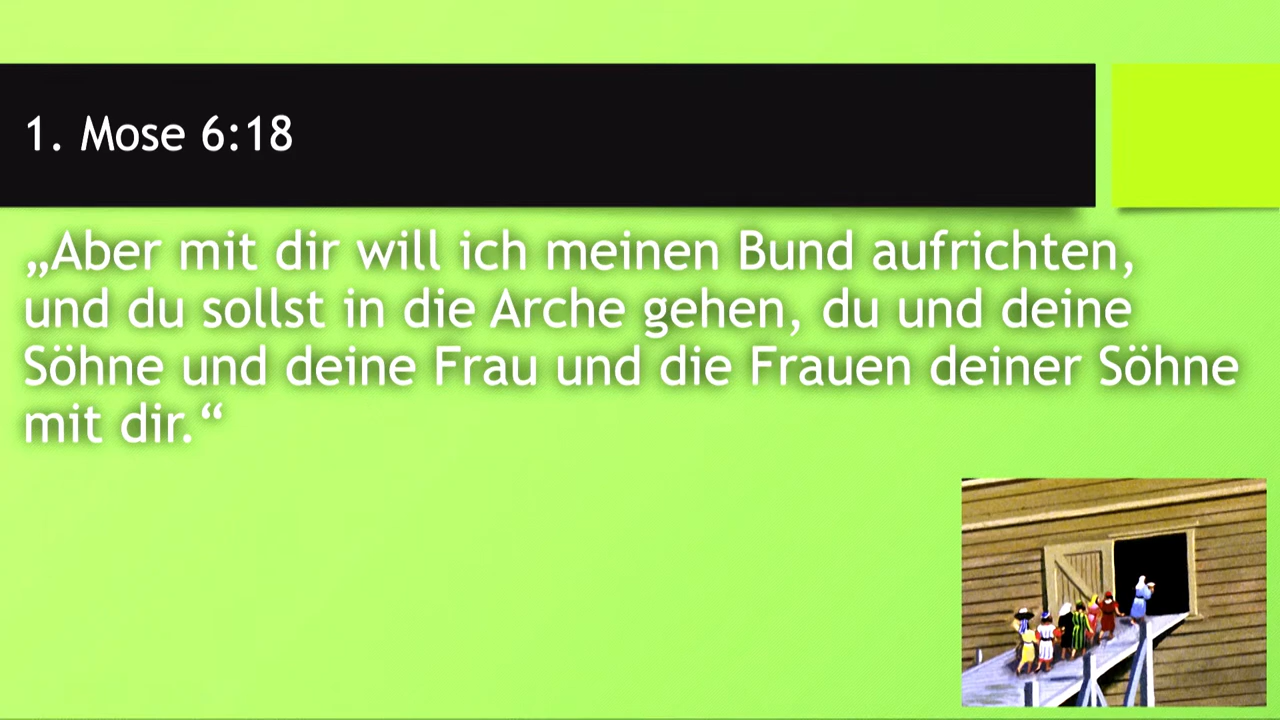 1. Mose 6:18
„Aber mit dir will ich meinen Bund aufrichten,
und du sollst in die Arche gehen, du und deine
Söhne und deine Frau und die Frauen deiner Söhne
mit dir.“